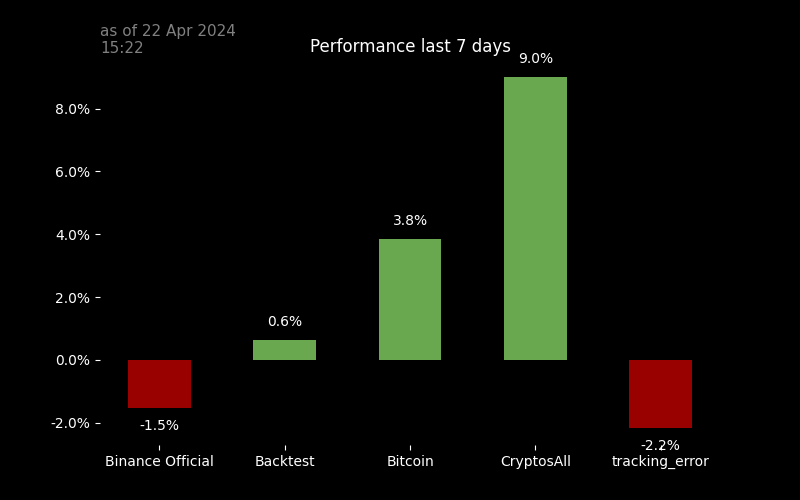 as of 22 Apr 2024
15:22
Performance last 7 days
9.0%
8.0%
6.0%
3.8%
4.0%
2.0%
0.6%
0.0%
-2.0%
-1.5%
-2.2%
Binance Official
Backtest
Bitcoin
CryptosAll
tracking_error